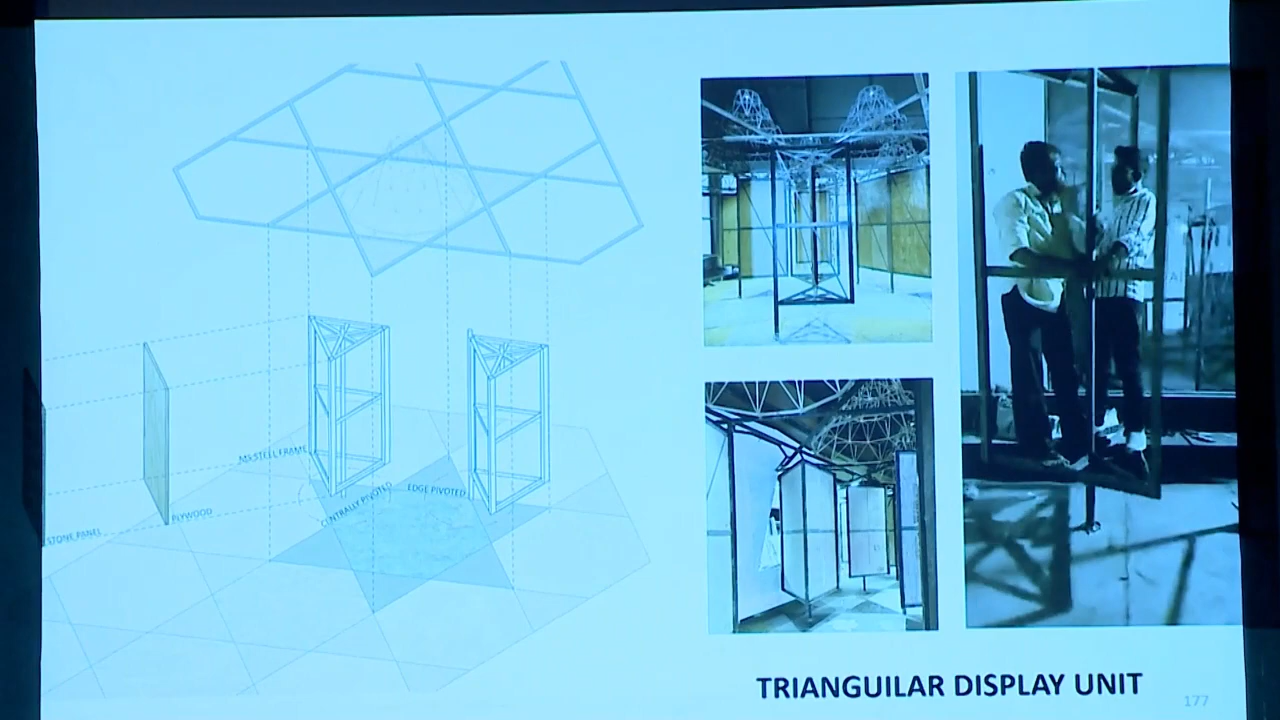 MS STEEL FRAME
CENTRALLY PIVOTED
EDGE PIVOTED
PLYWOOD
STONE PANEL
TRIANGUILAR DISPLAY UNIT
177